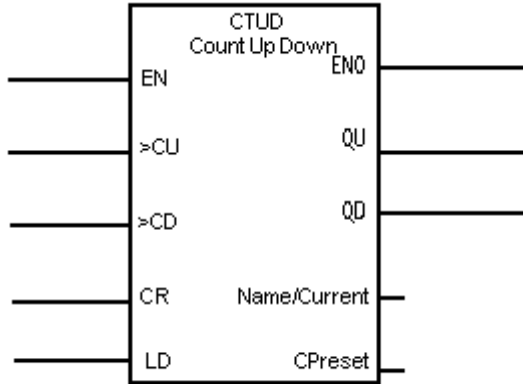 CTUD
Count Up Down
EN
ENO
>CU
QU
>CD
QD
CR
Name/Current
LD
CPreset